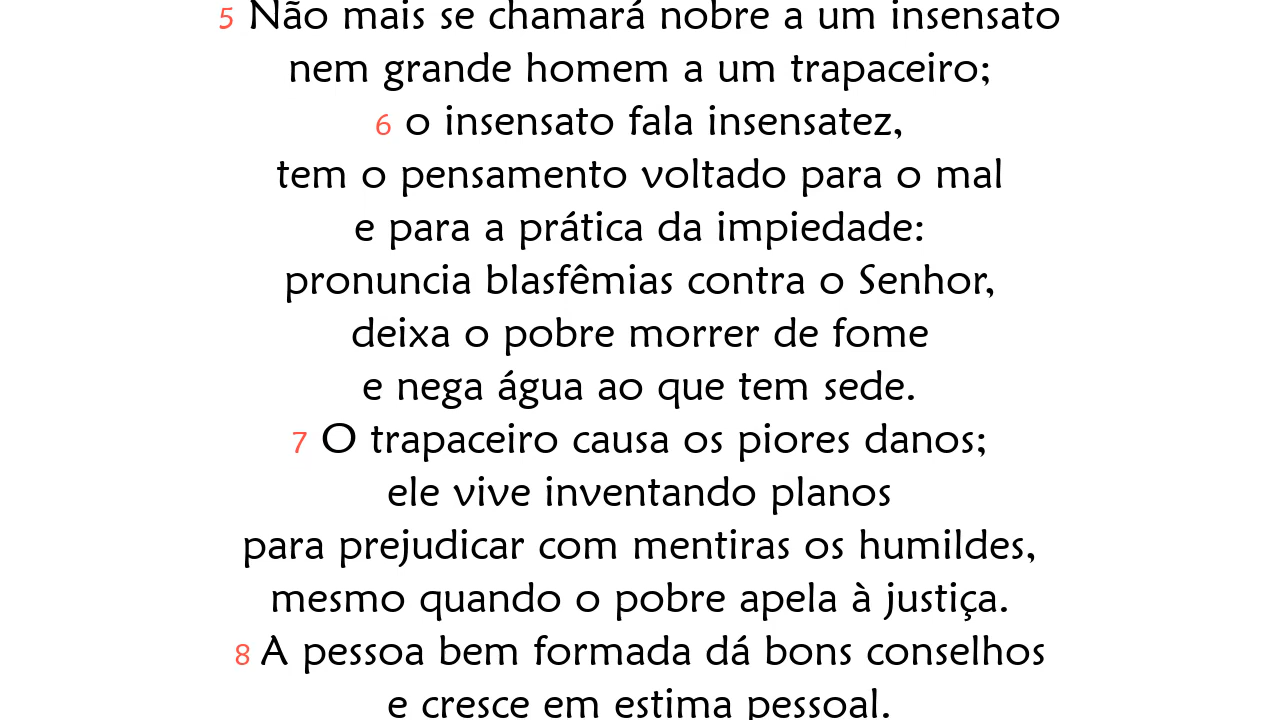 5 Não mais se chamará nobre a um insensato
nem grande homem a um trapaceiro;
6 o insensato fala insensatez,
tem o pensamento voltado para o mal
e para a prática da impiedade:
pronuncia blasfêmias contra o Senhor,
deixa o pobre morrer de fome
e nega água ao que tem sede.
7 O trapaceiro causa os piores danos;
ele vive inventando planos
para prejudicar com mentiras os humildes,
mesmo quando o pobre apela à justiça.
8 A pessoa bem formada dá bons conselhos
e cresce em estima pessoal.